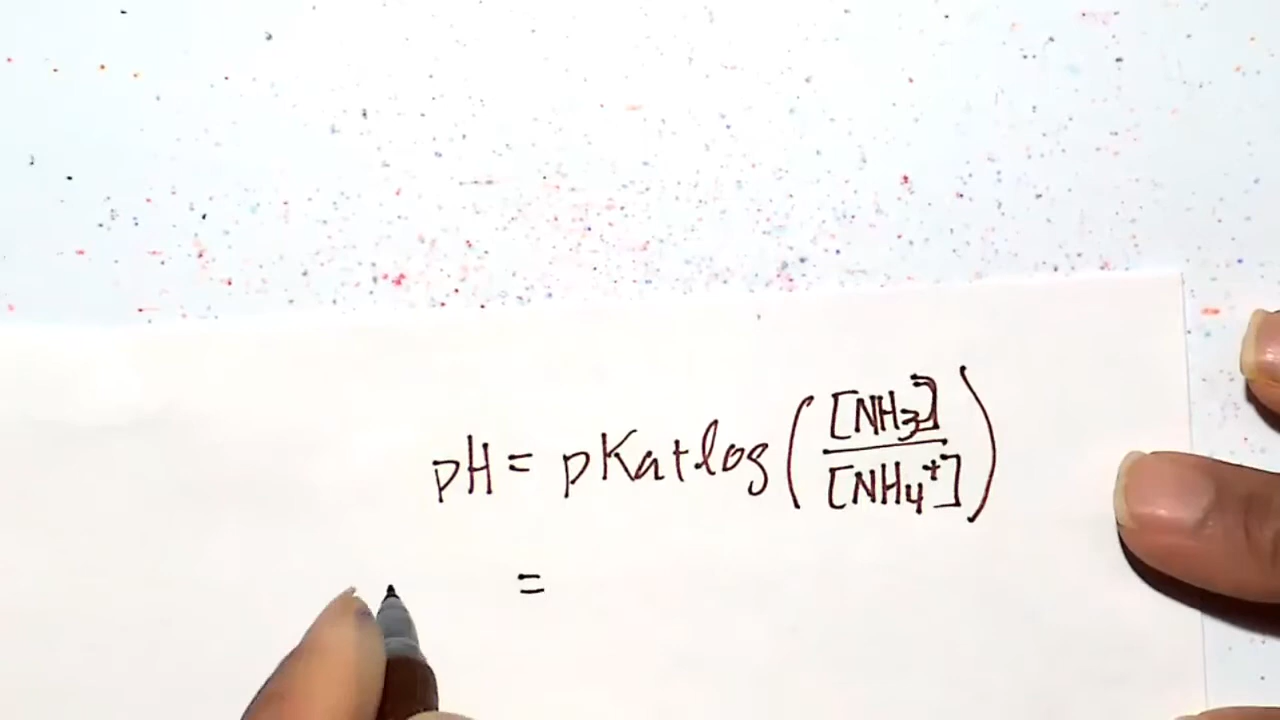 pH = pKa + log ([NH₃]/[NH₄⁺])
=